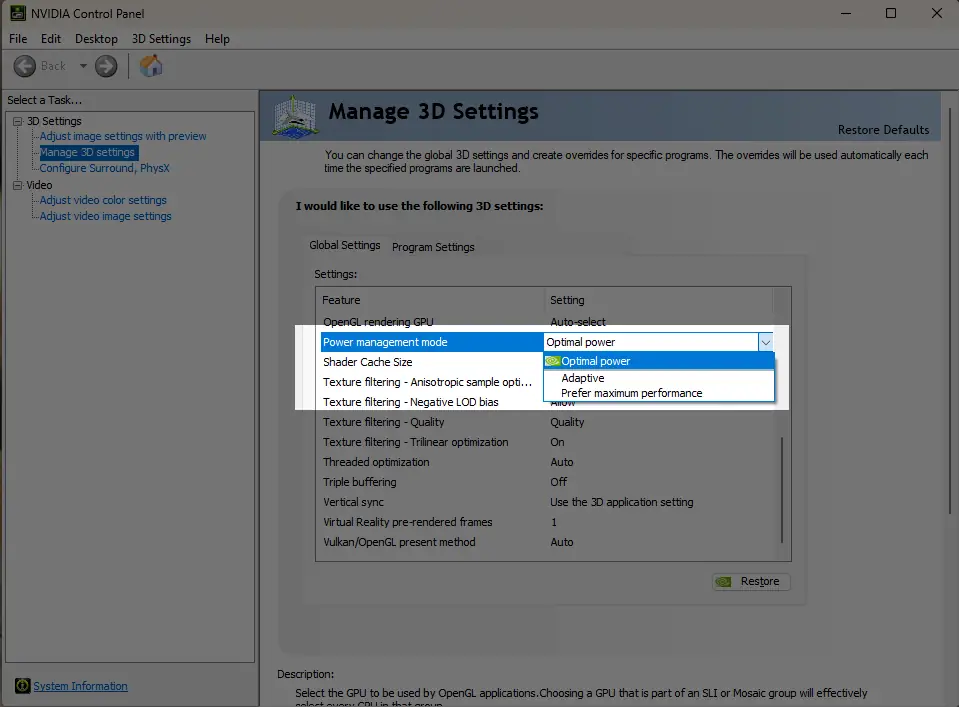 NVIDIA Control Panel
File Edit Desktop 3D Settings Help
Back
Select a Task...
3D Settings
Adjust image settings with preview
Manage 3D settings
Configure Surround, PhysX
Video
Adjust video color settings
Adjust video image settings
System Information
Manage 3D Settings
Restore Defaults
You can change the global 3D settings and create overrides for specific programs. The overrides will be used automatically each
time the specified programs are launched.
I would like to use the following 3D settings:
Global Settings Program Settings
Settings:
Feature Setting
OpenGL rendering GPU Auto-select
Power management mode Optimal power
Optimal power
Shader Cache Size
Adaptive
Texture filtering - Anisotropic sample opti...
Prefer maximum performance
Texture filtering - Negative LOD bias Allow
Texture filtering - Quality Quality
Texture filtering - Trilinear optimization On
Threaded optimization Auto
Triple buffering Off
Vertical sync Use the 3D application setting
Virtual Reality pre-rendered frames 1
Vulkan/OpenGL present method Auto
Restore
Description:
Select the GPU to be used by OpenGL applications.Choosing a GPU that is part of an SLI or Mosaic group will effectively
select every GPU in that group.